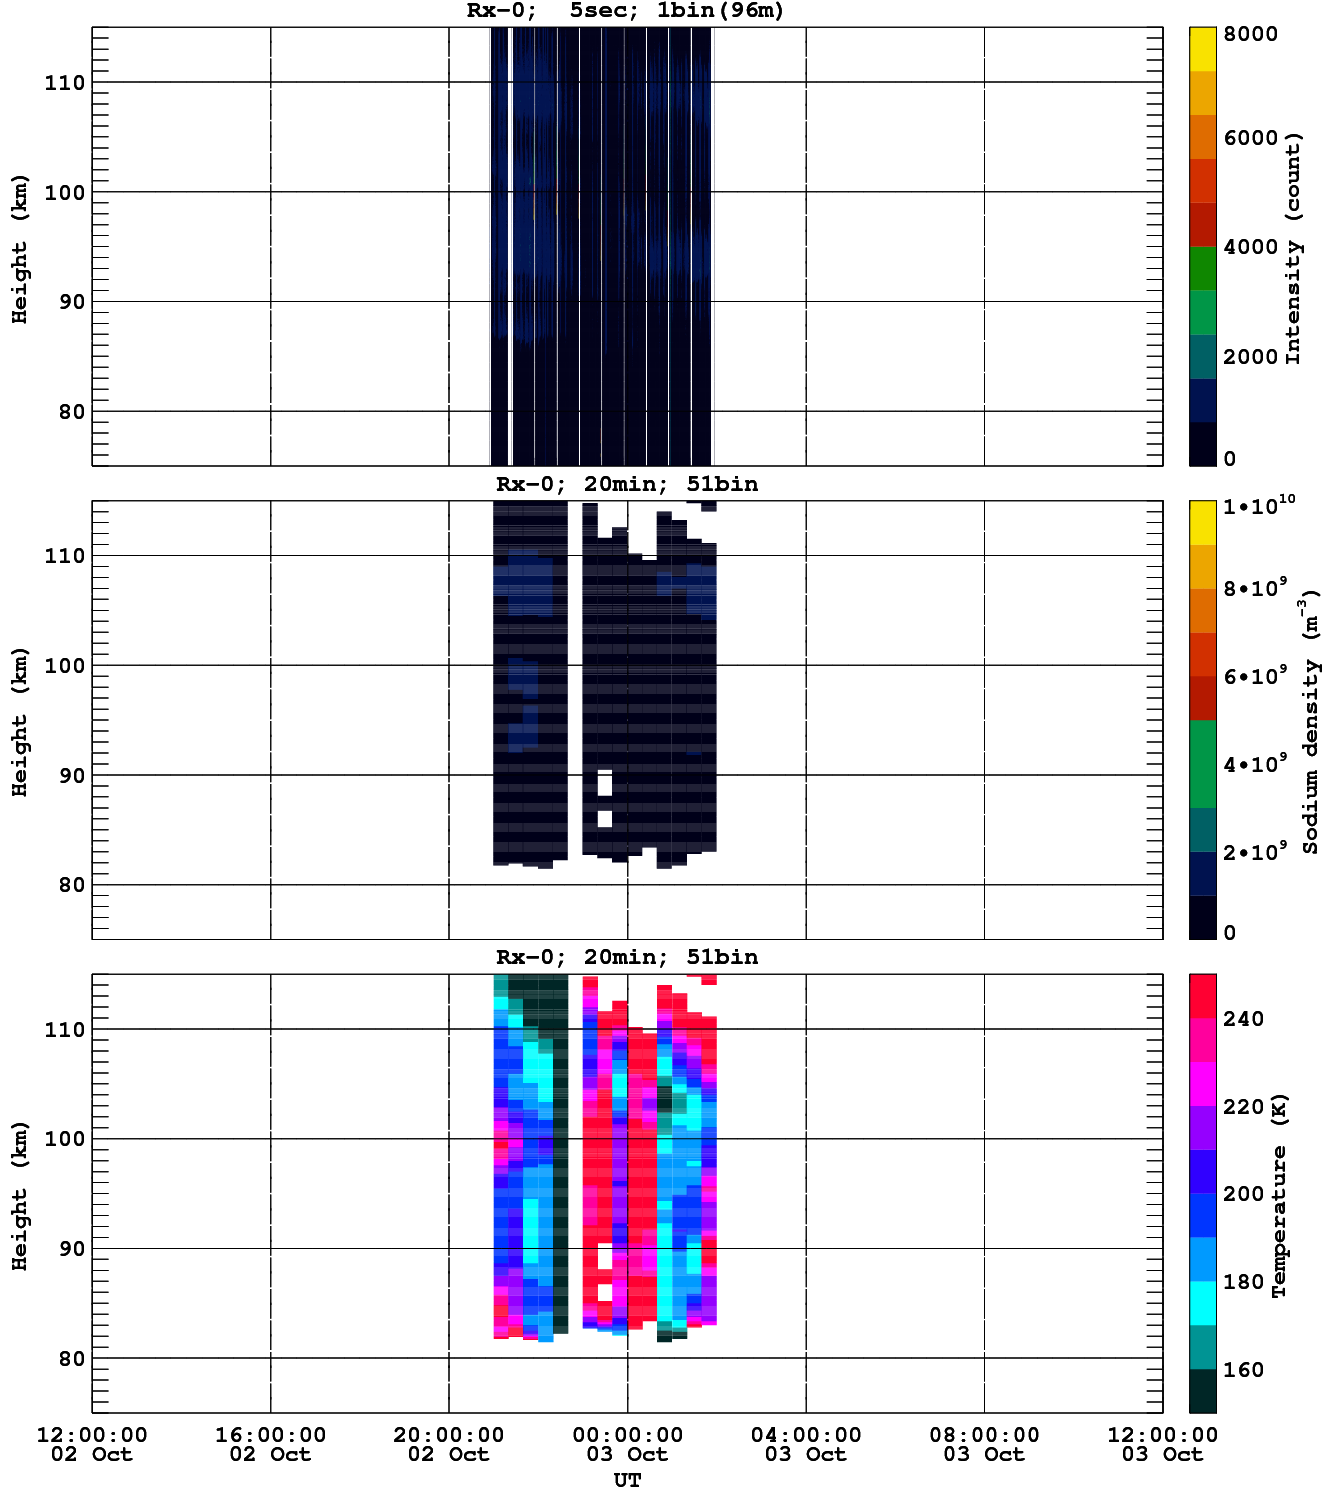 Rx-0;  5sec; 1bin(96m)
110
100
90
80
Height (km)
8000
6000
4000
2000
0
Intensity (count)
Rx-0; 20min; 51bin
110
100
90
80
Height (km)
1•10¹⁰
8•10⁹
6•10⁹
4•10⁹
2•10⁹
0
Sodium density (m⁻³)
Rx-0; 20min; 51bin
110
100
90
80
Height (km)
240
220
200
180
160
Temperature (K)
12:00:00 16:00:00 20:00:00 00:00:00 04:00:00 08:00:00 12:00:00
02 Oct 02 Oct 02 Oct 03 Oct 03 Oct 03 Oct 03 Oct
UT